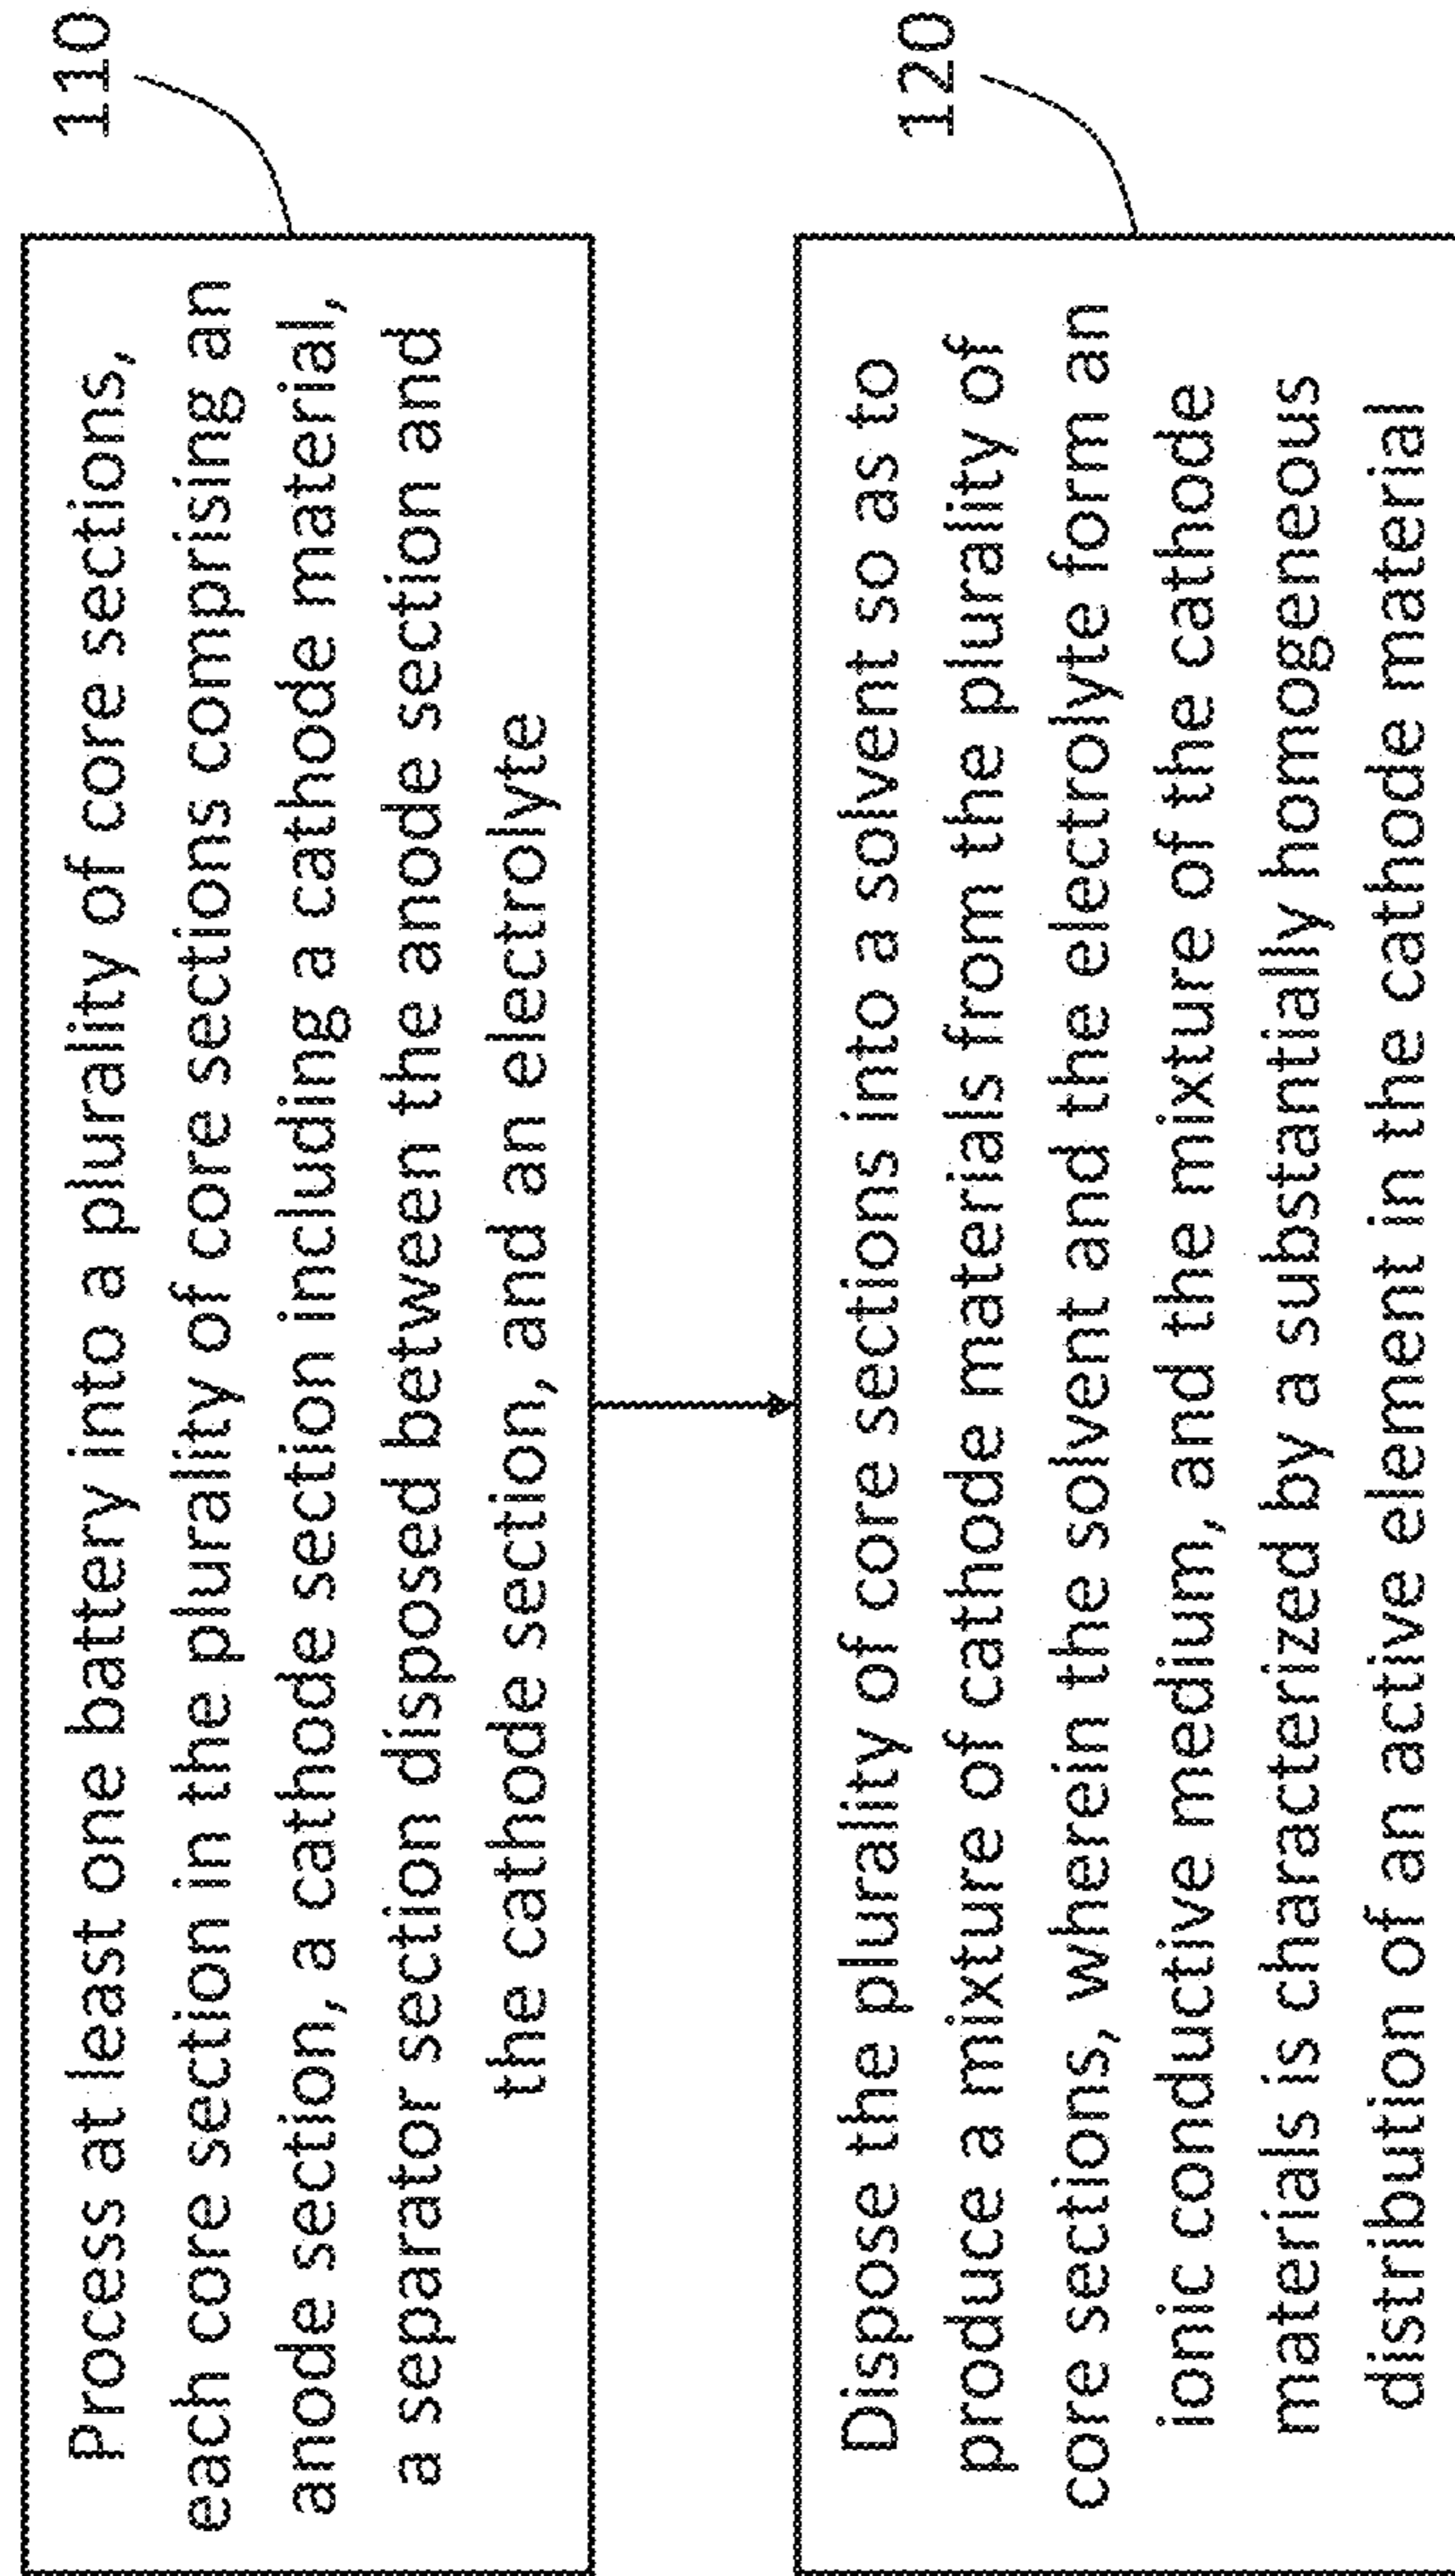 Process at least one battery into a plurality of core sections,
each core section in the plurality of core sections comprising an
anode section, a cathode section including a cathode material,
a separator section disposed between the anode section and
the cathode section, and an electrolyte
110
Dispose the plurality of core sections into a solvent so as to
produce a mixture of cathode materials from the plurality of
core sections, wherein the solvent and the electrolyte form an
ionic conductive medium, and the mixture of the cathode
materials is characterized by a substantially homogeneous
distribution of an active element in the cathode material
120